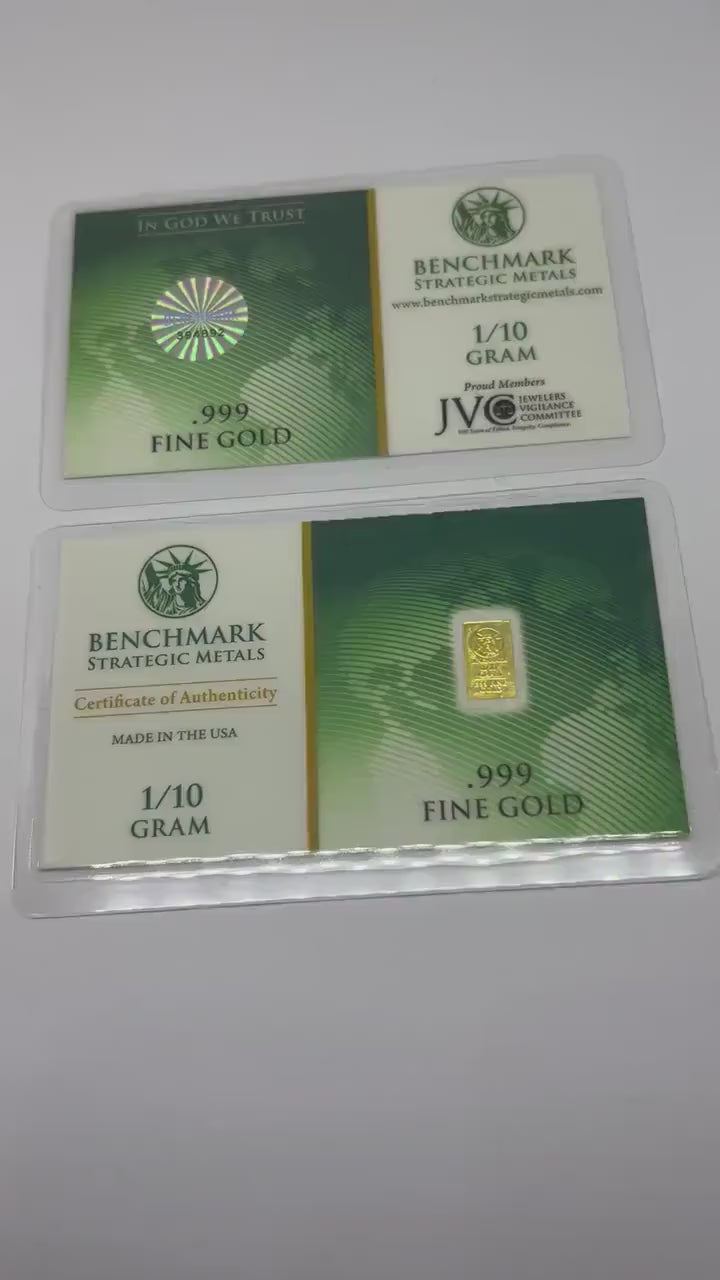 IN GOD WE TRUST
394892
.999
FINE GOLD
BENCHMARK
STRATEGIC METALS
www.benchmarkstrategicmetals.com
1/10
GRAM
Proud Members
JVC JEWELERS
VIGILANCE
COMMITTEE
BENCHMARK
STRATEGIC METALS
Certificate of Authenticity
MADE IN THE USA
1/10
GRAM
.999
FINE GOLD